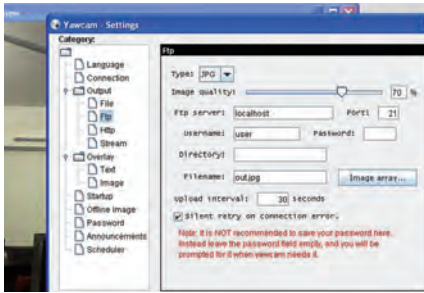 Yawcam - Settings
Category:
Language
Connection
Output
File
Ftp
Http
Stream
Overlay
Text
Image
Startup
Offline image
Password
Announcements
Scheduler
Ftp
Type: JPG
Image quality: 70 %
Ftp server: localhost Port: 21
Username: user Password:
Directory:
Filename: out.jpg Image array...
Upload interval: 30 seconds
Silent retry on connection error.
Note: It is NOT recommended to save your password here.
Instead leave the password field empty, and you will be
prompted for it when yawcam needs it.